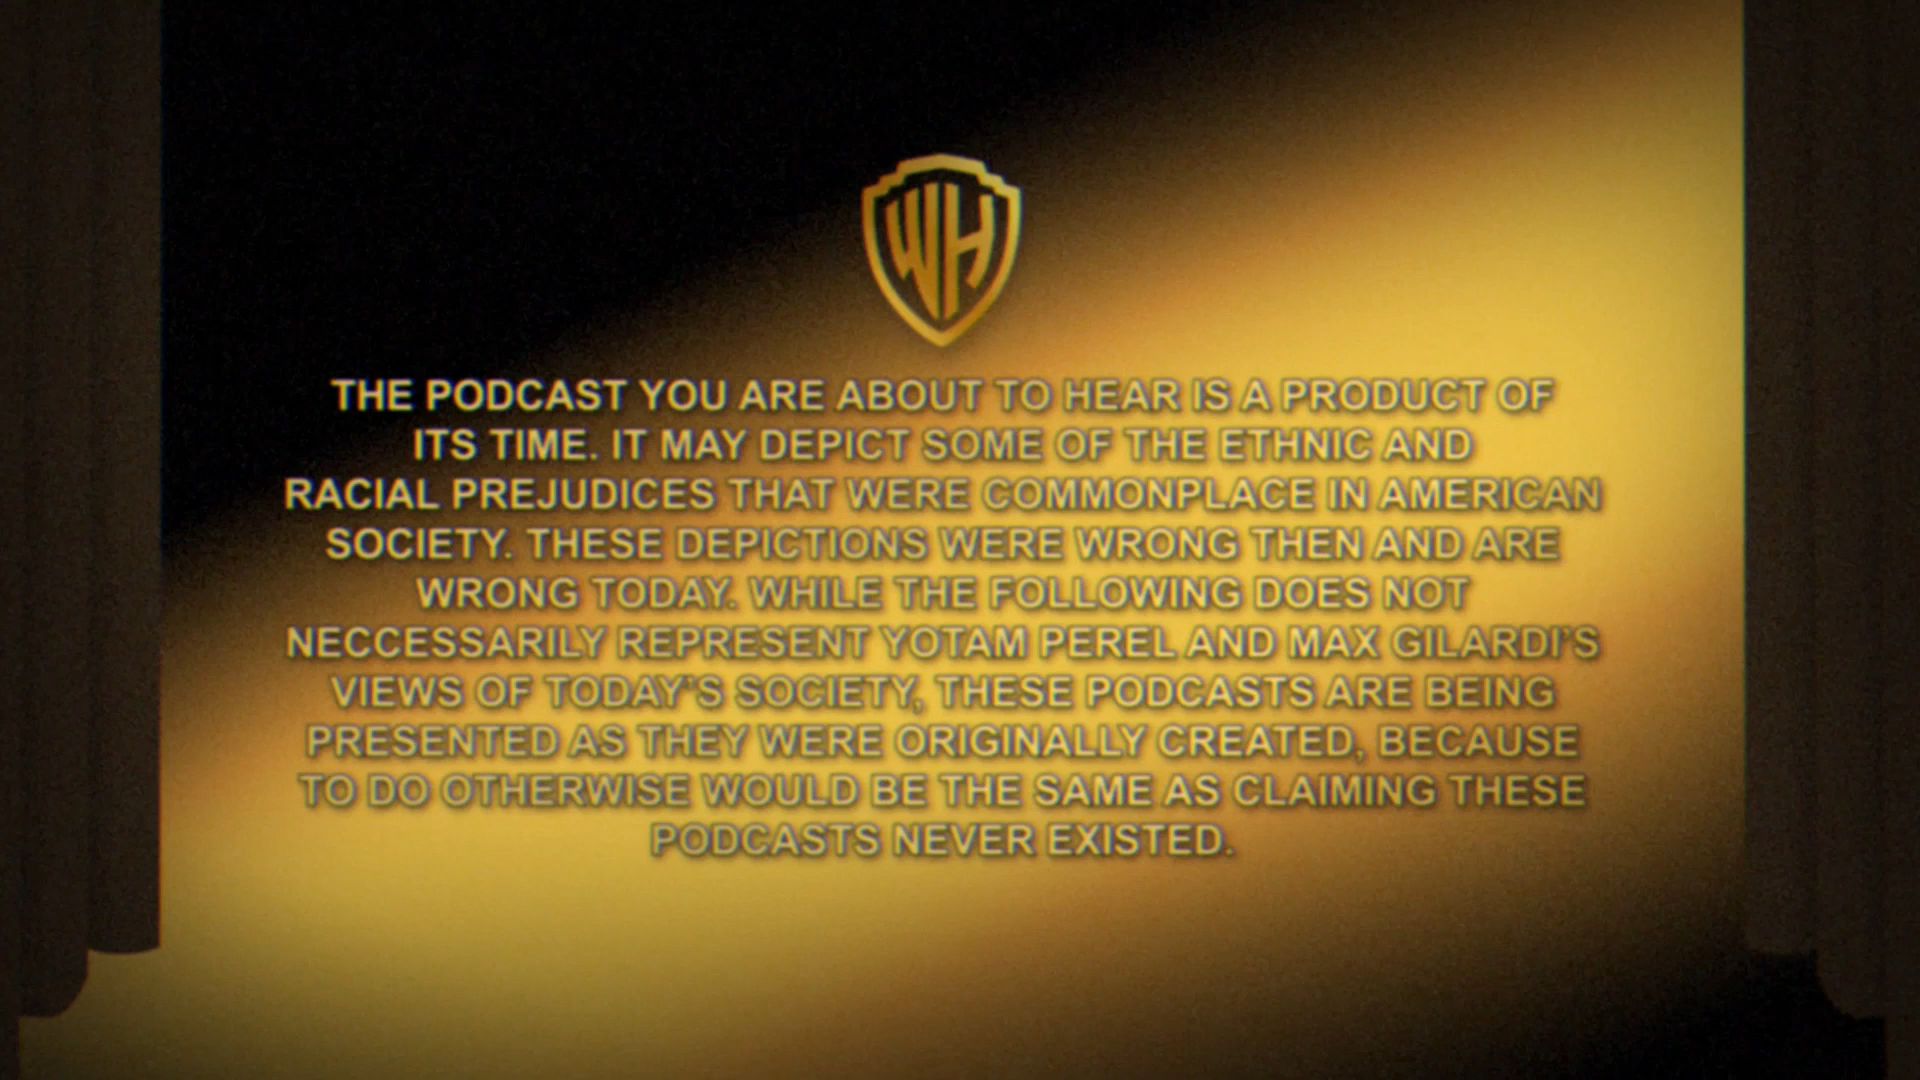 WH
THE PODCAST YOU ARE ABOUT TO HEAR IS A PRODUCT OF
ITS TIME. IT MAY DEPICT SOME OF THE ETHNIC AND
RACIAL PREJUDICES THAT WERE COMMONPLACE IN AMERICAN
SOCIETY. THESE DEPICTIONS WERE WRONG THEN AND ARE
WRONG TODAY. WHILE THE FOLLOWING DOES NOT
NECCESSARILY REPRESENT YOTAM PEREL AND MAX GILARDI'S
VIEWS OF TODAY'S SOCIETY, THESE PODCASTS ARE BEING
PRESENTED AS THEY WERE ORIGINALLY CREATED, BECAUSE
TO DO OTHERWISE WOULD BE THE SAME AS CLAIMING THESE
PODCASTS NEVER EXISTED.